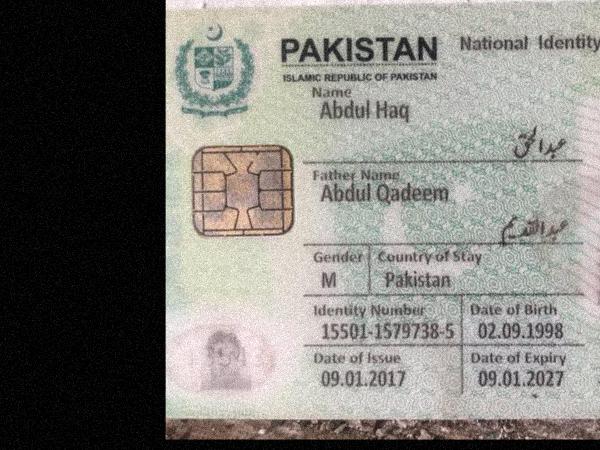 PAKISTAN National Identity
ISLAMIC REPUBLIC OF PAKISTAN
Name
Abdul Haq
عبدالحق
Father Name
Abdul Qadeem
عبدالقدیم
Gender Country of Stay
M Pakistan
Identity Number Date of Birth
15501-1579738-5 02.09.1998
Date of Issue Date of Expiry
09.01.2017 09.01.2027